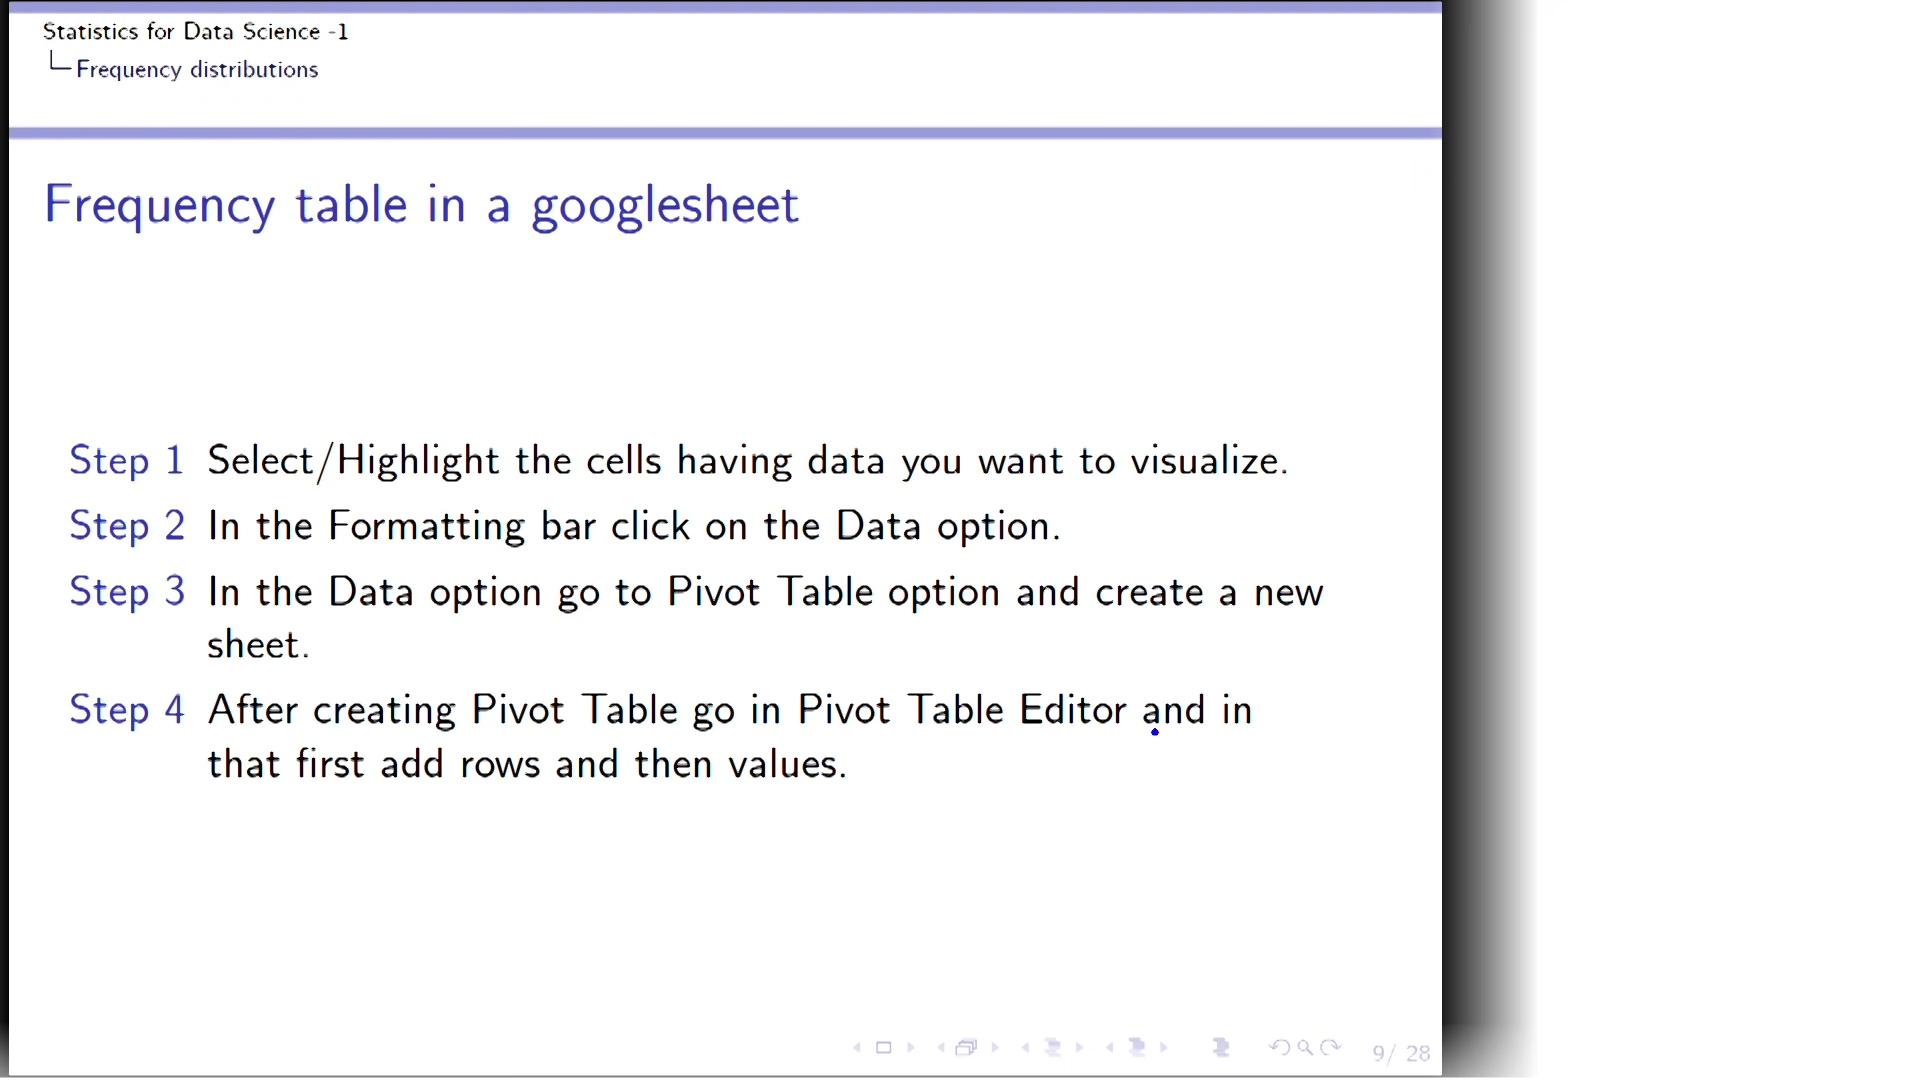 Statistics for Data Science -1
Frequency distributions
Frequency table in a googlesheet
Step 1 Select/Highlight the cells having data you want to visualize.
Step 2 In the Formatting bar click on the Data option.
Step 3 In the Data option go to Pivot Table option and create a new
sheet.
Step 4 After creating Pivot Table go in Pivot Table Editor and in
that first add rows and then values.
9/ 28